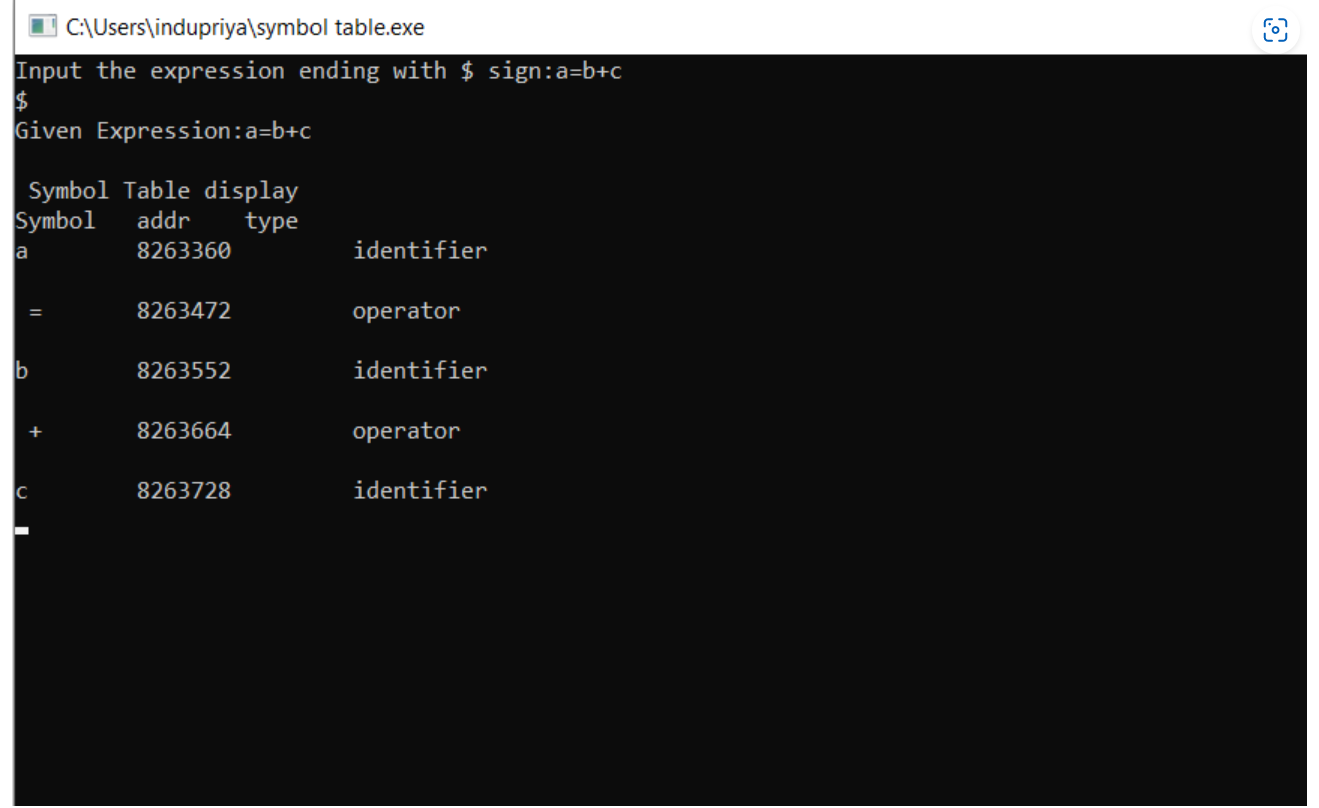 C:\Users\indupriya\symbol table.exe
Input the expression ending with $ sign:a=b+c
$
Given Expression:a=b+c
Symbol Table display
Symbol addr type
a 8263360 identifier
= 8263472 operator
b 8263552 identifier
+ 8263664 operator
c 8263728 identifier